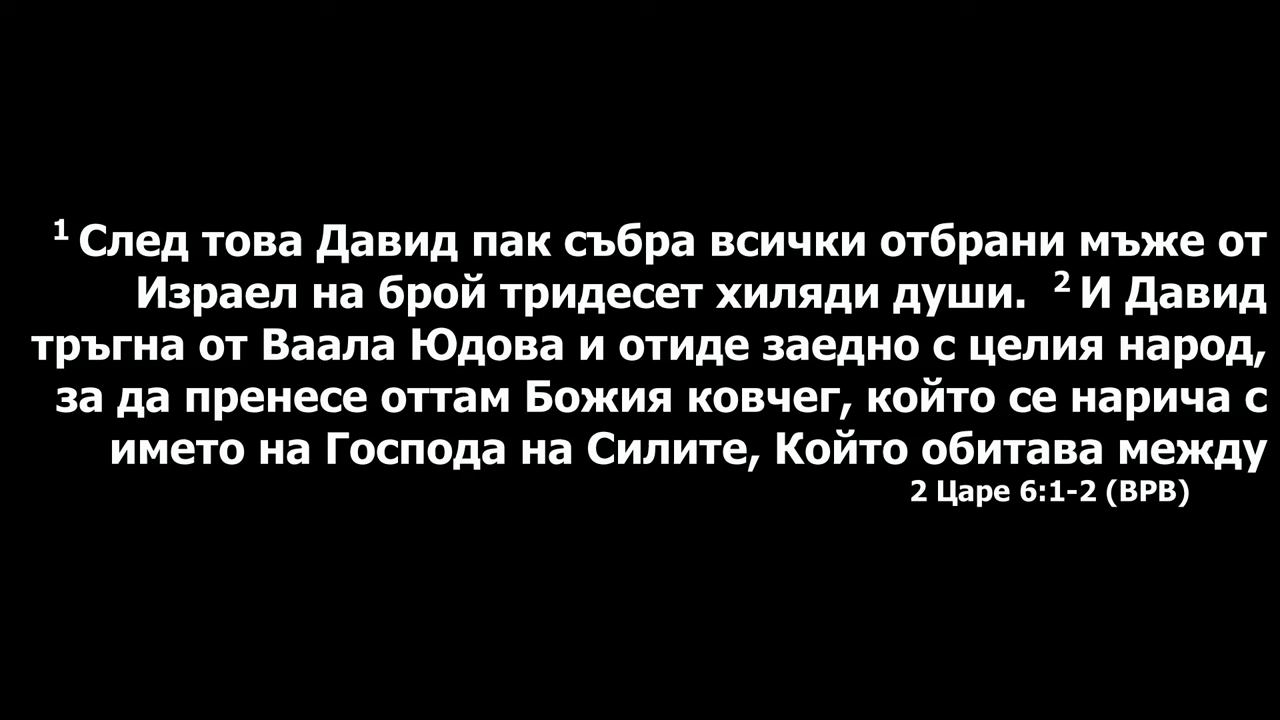 1 След това Давид пак събра всички отбрани мъже от
Израел на брой тридесет хиляди души. 2 И Давид
тръгна от Ваала Юдова и отиде заедно с целия народ,
за да пренесе оттам Божия ковчег, който се нарича с
името на Господа на Силите, Който обитава между
2 Царе 6:1-2 (ВРВ)